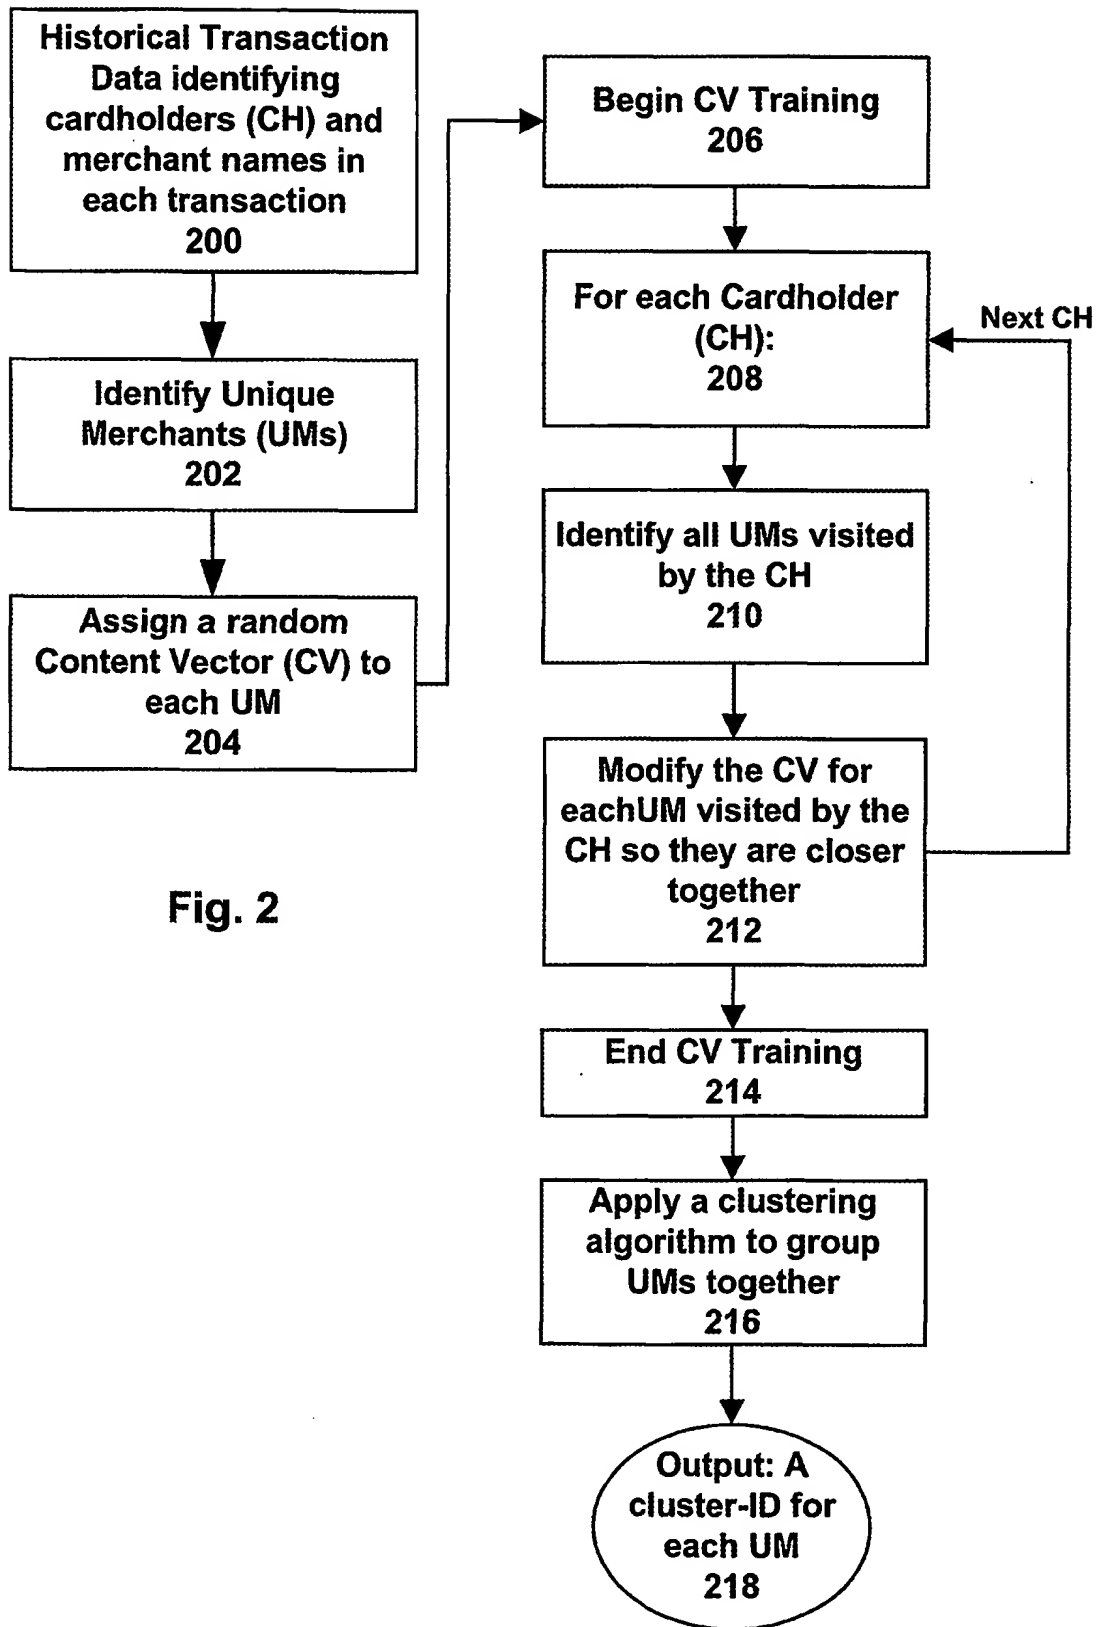 Historical Transaction
Data identifying
cardholders (CH) and
merchant names in
each transaction
200
Identify Unique
Merchants (UMs)
202
Assign a random
Content Vector (CV) to
each UM
204
Begin CV Training
206
For each Cardholder
(CH):
208
Next CH
Identify all UMs visited
by the CH
210
Modify the CV for
eachUM visited by the
CH so they are closer
together
212
End CV Training
214
Apply a clustering
algorithm to group
UMs together
216
Output: A
cluster-ID for
each UM
218
Fig. 2